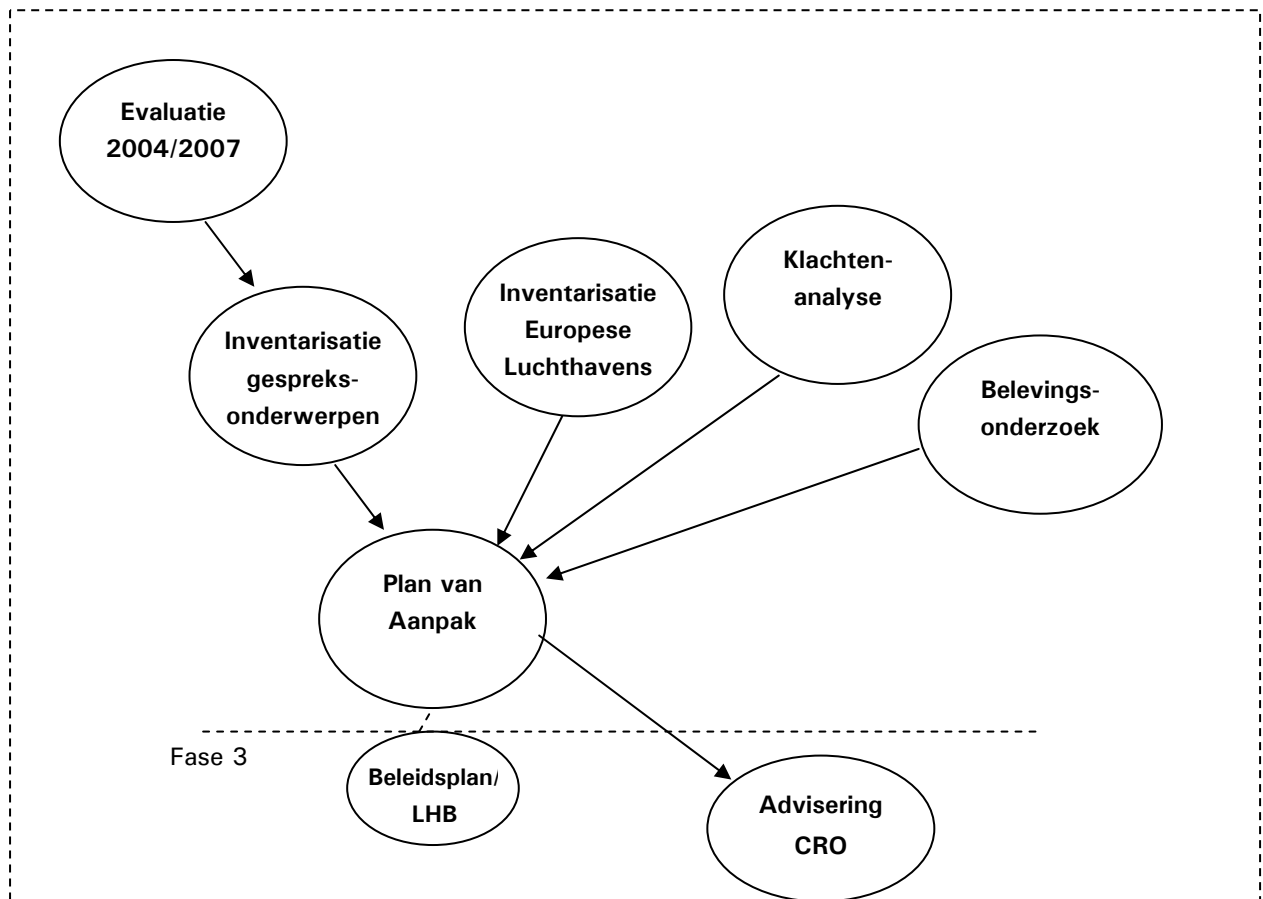 Evaluatie
2004/2007
Inventarisatie
gespreks-
onderwerpen
Inventarisatie
Europese
Luchthavens
Klachten-
analyse
Belevings-
onderzoek
Plan van
Aanpak
Fase 3
Beleidsplan/
LHB
Advisering
CRO